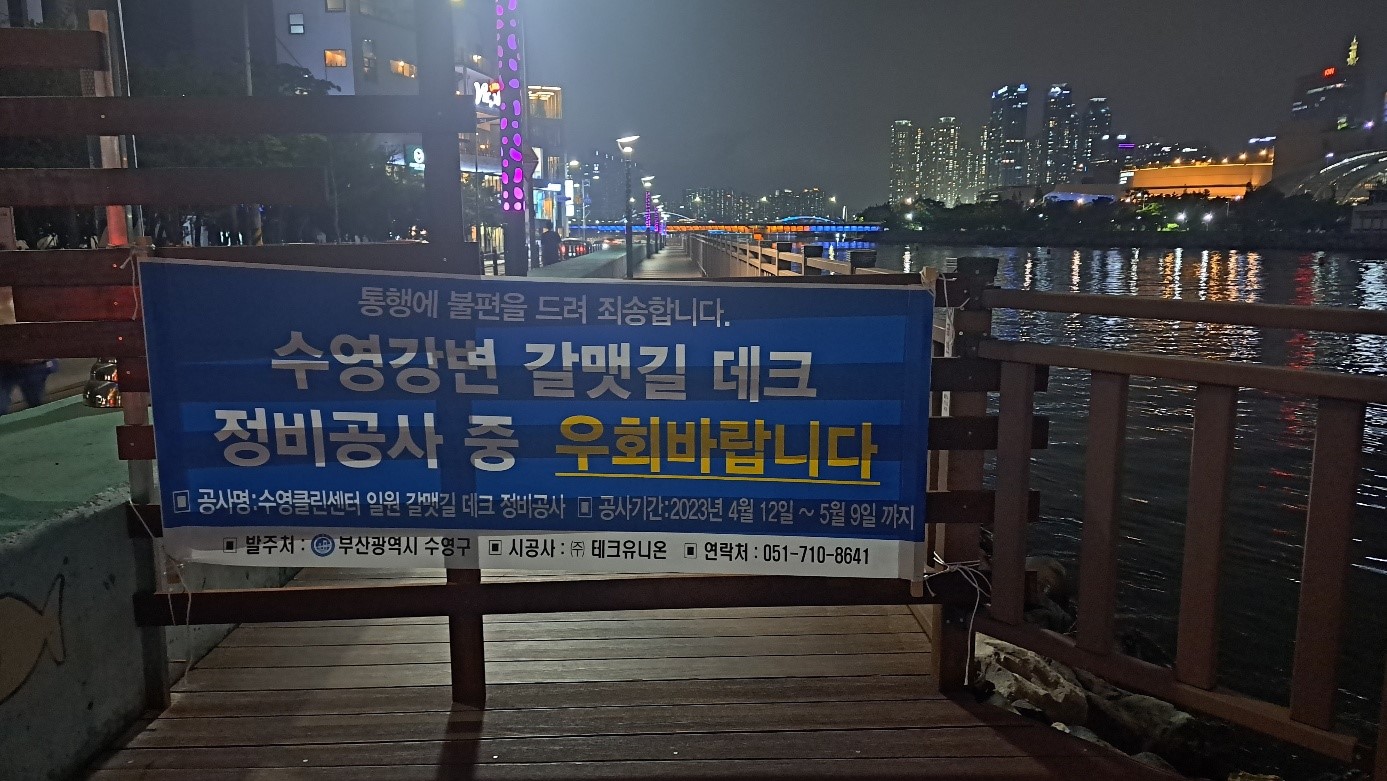 통행에 불편을 드려 죄송합니다.
수영강변 갈맷길 데크
정비공사 중 우회바랍니다
▣ 공사명:수영클린센터 일원 갈맷길 데크 정비공사 ▣ 공사기간:2023년 4월 12일 ~ 5월 9일 까지
▣ 발주처 : 부산광역시 수영구 ▣ 시공사 : ㈜ 테크유니온 ▣ 연락처 : 051-710-8641